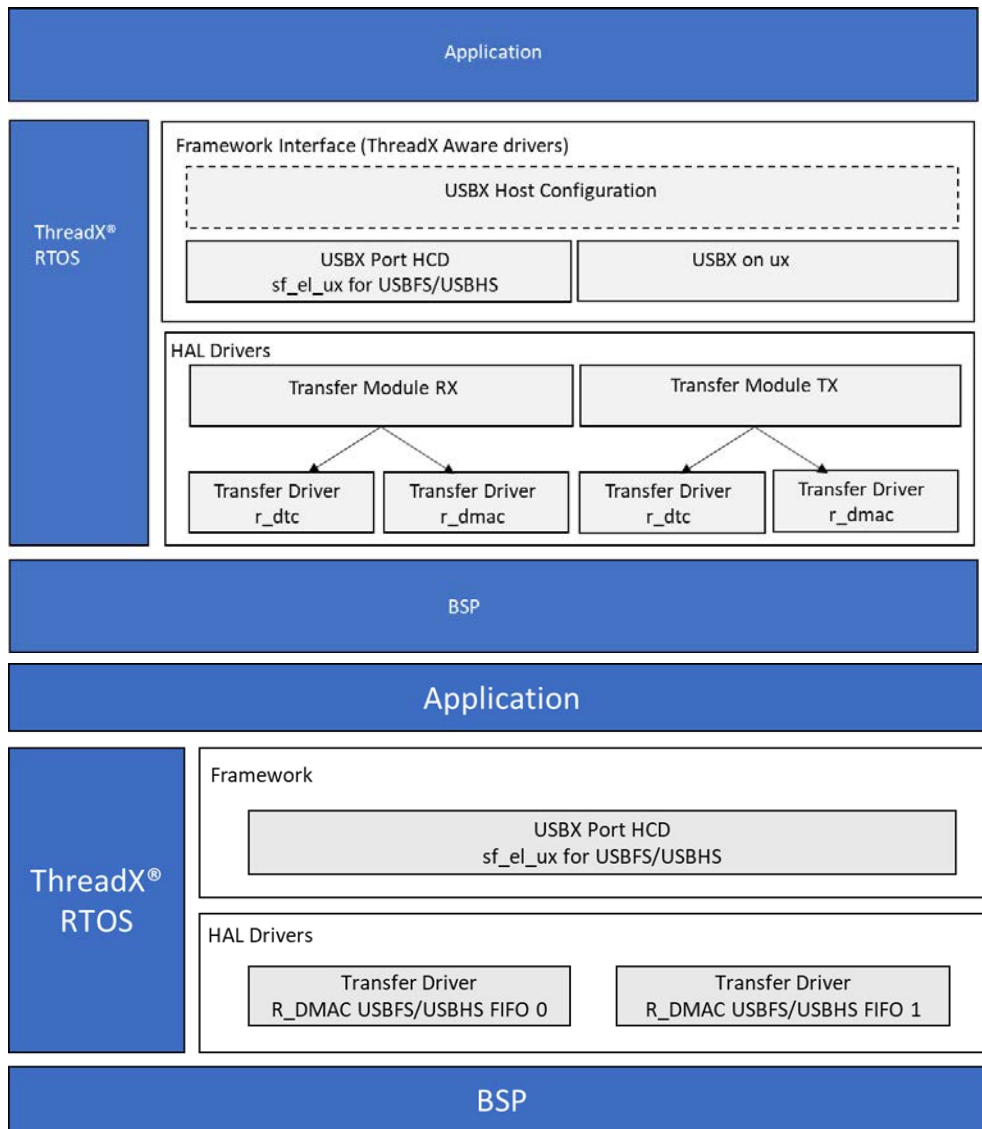 Application
ThreadX®
RTOS
Framework Interface (ThreadX Aware drivers)
USBX Host Configuration
USBX Port HCD
sf_el_ux for USBFS/USBHS
USBX on ux
HAL Drivers
Transfer Module RX
Transfer Module TX
Transfer Driver
r_dtc
Transfer Driver
r_dmac
Transfer Driver
r_dtc
Transfer Driver
r_dmac
BSP
Application
ThreadX®
RTOS
Framework
USBX Port HCD
sf_el_ux for USBFS/USBHS
HAL Drivers
Transfer Driver
R_DMAC USBFS/USBHS FIFO 0
Transfer Driver
R_DMAC USBFS/USBHS FIFO 1
BSP